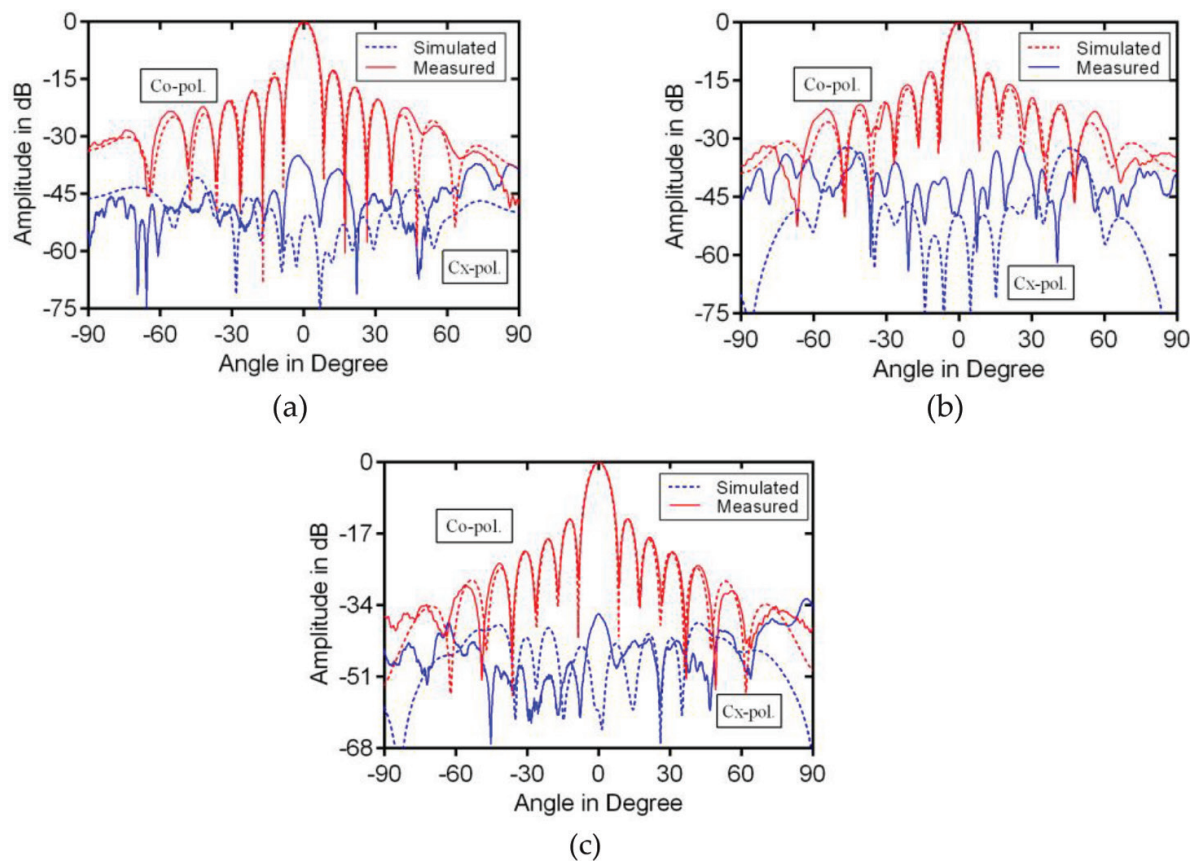 0
-15
-30
-45
-60
-75
Amplitude in dB
Co-pol.
Simulated
Measured
Cx-pol.
-90 -60 -30 0 30 60 90
Angle in Degree
(a)
0
-15
-30
-45
-60
-75
Amplitude in dB
Co-pol.
Simulated
Measured
Cx-pol.
-90 -60 -30 0 30 60 90
Angle in Degree
(b)
0
-17
-34
-51
-68
Amplitude in dB
Co-pol.
Simulated
Measured
Cx-pol.
-90 -60 -30 0 30 60 90
Angle in Degree
(c)